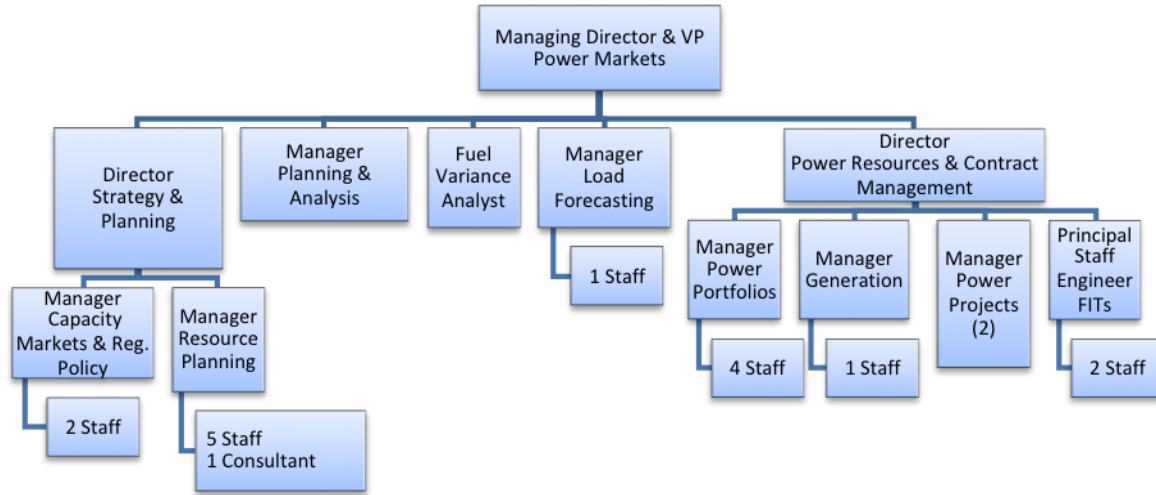 Managing Director & VP
Power Markets
Director
Strategy &
Planning
Manager
Planning &
Analysis
Fuel
Variance
Analyst
Manager
Load
Forecasting
Director
Power Resources & Contract
Management
1 Staff
Manager
Capacity
Markets & Reg.
Policy
Manager
Resource
Planning
2 Staff
5 Staff
1 Consultant
Manager
Power
Portfolios
Manager
Generation
Manager
Power
Projects
(2)
Principal
Staff
Engineer
FITs
4 Staff
1 Staff
2 Staff